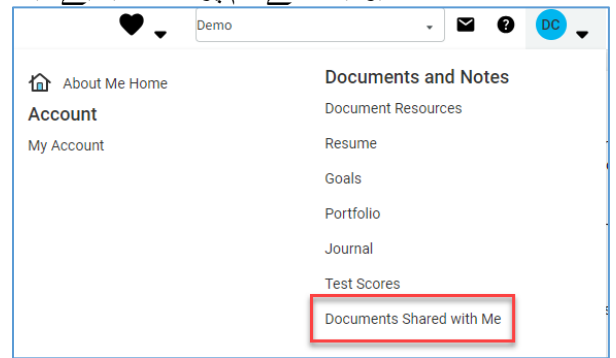 Demo
DC
About Me Home
Account
My Account
Documents and Notes
Document Resources
Resume
Goals
Portfolio
Journal
Test Scores
Documents Shared with Me